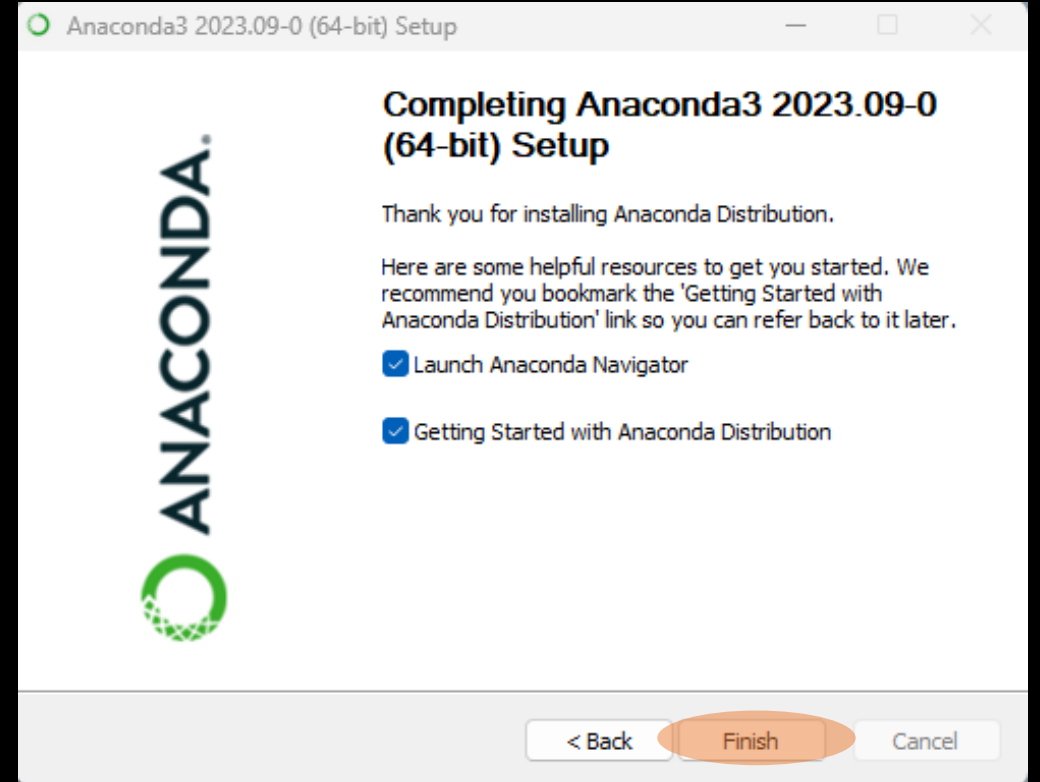 Anaconda3 2023.09-0 (64-bit) Setup
Completing Anaconda3 2023.09-0
(64-bit) Setup
Thank you for installing Anaconda Distribution.
Here are some helpful resources to get you started. We
recommend you bookmark the 'Getting Started with
Anaconda Distribution' link so you can refer back to it later.
Launch Anaconda Navigator
Getting Started with Anaconda Distribution
ANACONDA.
< Back Finish Cancel